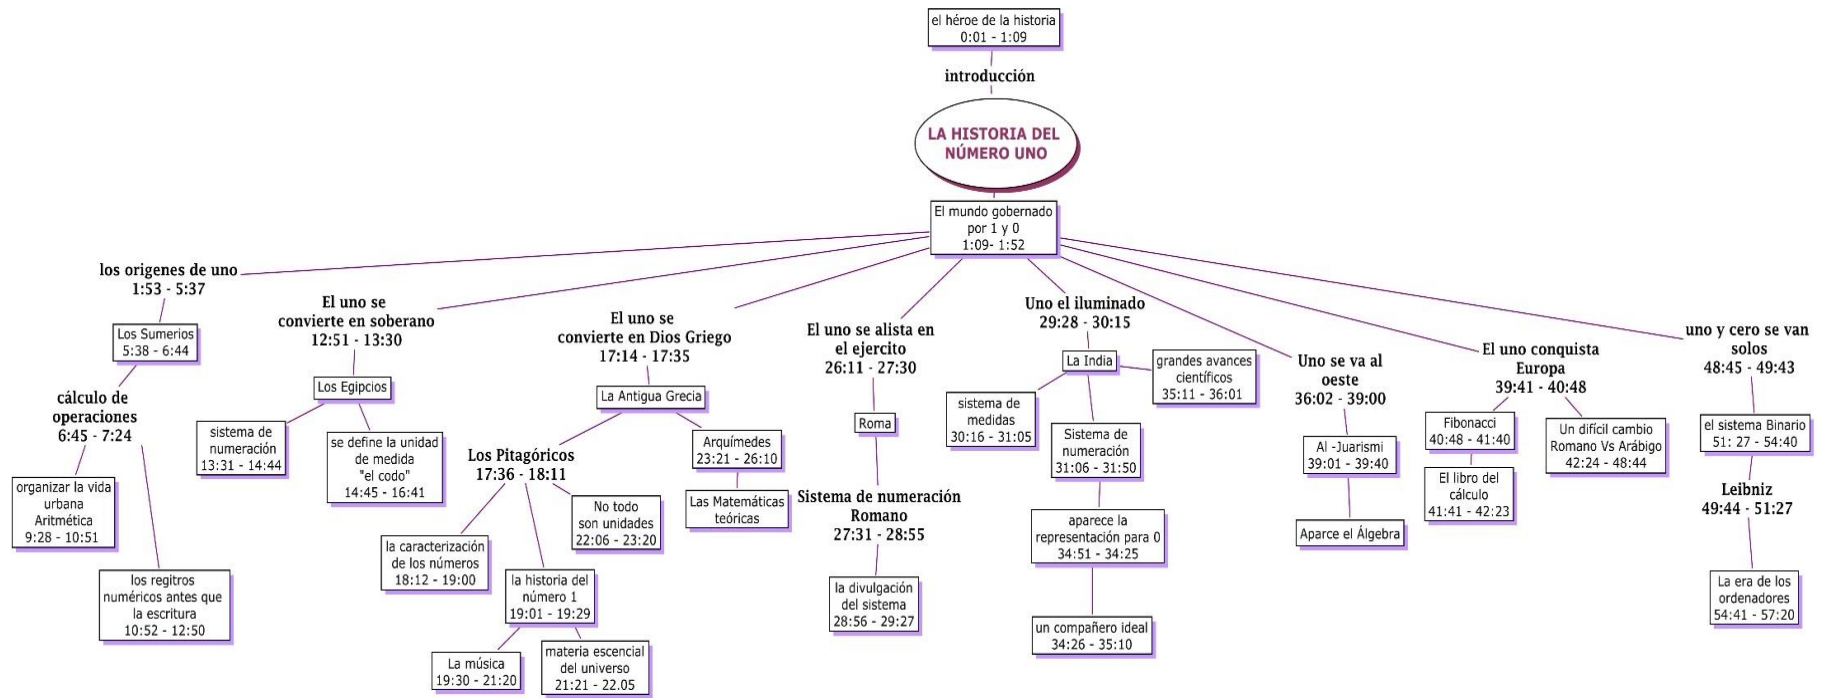 el héroe de la historia
0:01 - 1:09
introducción
LA HISTORIA DEL
NÚMERO UNO
El mundo gobernado
por 1 y 0
1:09- 1:52
los origenes de uno
1:53 - 5:37
Los Sumerios
5:38 - 6:44
cálculo de
operaciones
6:45 - 7:24
organizar la vida
urbana
Aritmética
9:28 - 10:51
los regitros
numéricos antes que
la escritura
10:52 - 12:50
El uno se
convierte en soberano
12:51 - 13:30
Los Egipcios
sistema de
numeración
13:31 - 14:44
se define la unidad
de medida
"el codo"
14:45 - 16:41
El uno se
convierte en Dios Griego
17:14 - 17:35
La Antigua Grecia
Los Pitagóricos
17:36 - 18:11
la caracterización
de los números
18:12 - 19:00
la historia del
número 1
19:01 - 19:29
La música
19:30 - 21:20
materia escencial
del universo
21:21 - 22.05
No todo
son unidades
22:06 - 23:20
Arquímedes
23:21 - 26:10
Las Matemáticas
teóricas
El uno se alista en
el ejercito
26:11 - 27:30
Roma
Sistema de numeración
Romano
27:31 - 28:55
la divulgación
del sistema
28:56 - 29:27
Uno el iluminado
29:28 - 30:15
La India
sistema de
medidas
30:16 - 31:05
Sistema de
numeración
31:06 - 31:50
aparece la
representación para 0
34:51 - 34:25
un compañero ideal
34:26 - 35:10
grandes avances
científicos
35:11 - 36:01
Uno se va al
oeste
36:02 - 39:00
Al -Juarismi
39:01 - 39:40
Aparce el Álgebra
El uno conquista
Europa
39:41 - 40:48
Fibonacci
40:48 - 41:40
El libro del
cálculo
41:41 - 42:23
Un difícil cambio
Romano Vs Arábigo
42:24 - 48:44
uno y cero se van
solos
48:45 - 49:43
el sistema Binario
51: 27 - 54:40
Leibniz
49:44 - 51:27
La era de los
ordenadores
54:41 - 57:20